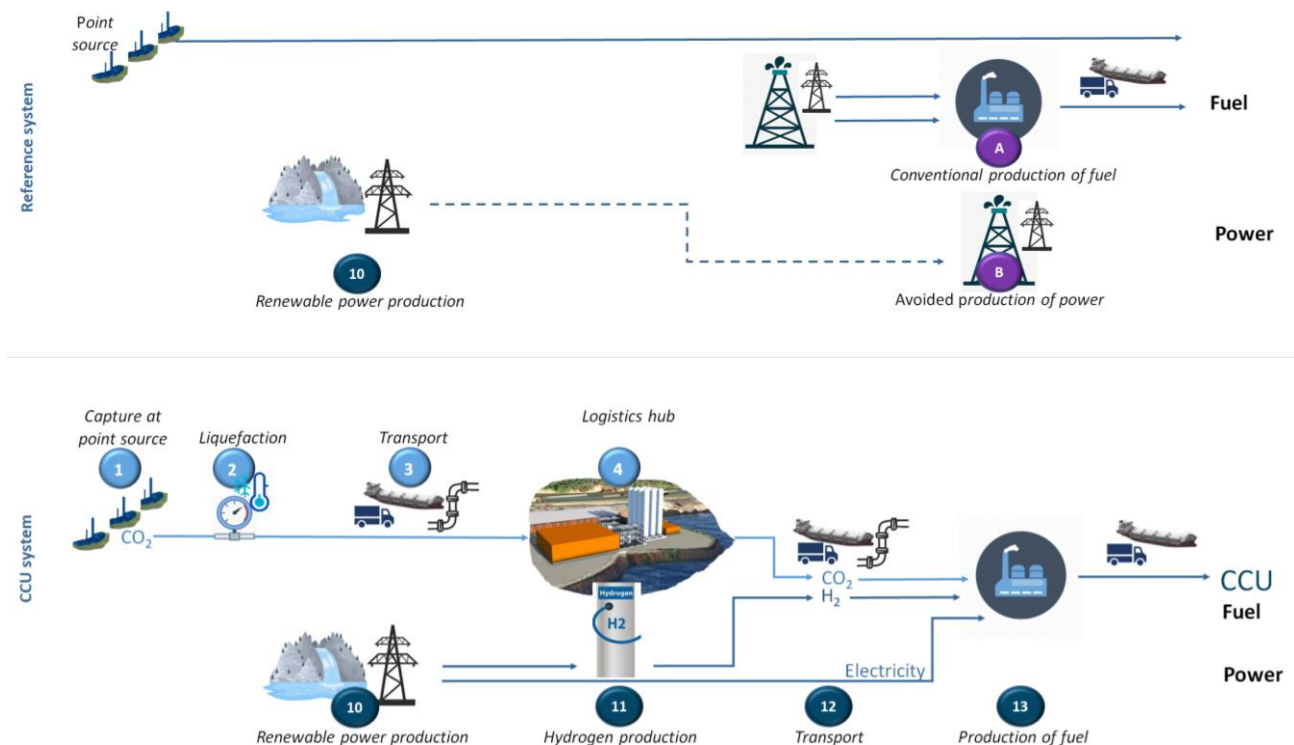 Point
source
Fuel
A
Conventional production of fuel
Reference system
Power
10
Renewable power production
B
Avoided production of power
Capture at
point source
Liquefaction
Transport
Logistics hub
1
2
3
4
CO₂
CCU system
Hydrogen
H2
CO₂
H₂
CCU
Fuel
Electricity
Power
10
11
12
13
Renewable power production
Hydrogen production
Transport
Production of fuel